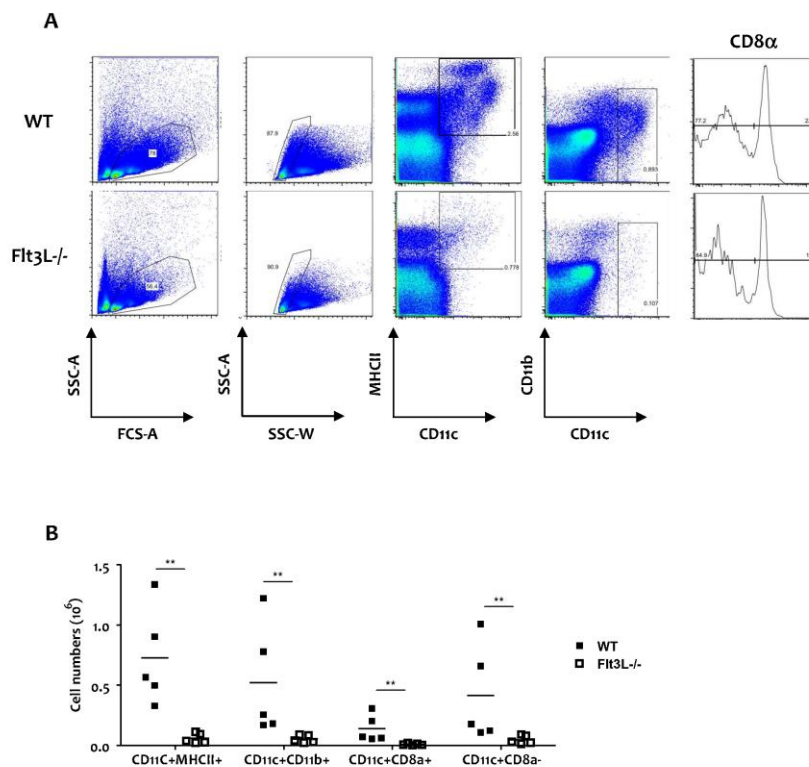 A
CD8α
WT
78
87.9
2.56
0.893
77.2
Flt3L-/-
56.4
90.9
0.778
0.107
84.9
SSC-A
SSC-A
MHCII
CD11b
FCS-A
SSC-W
CD11c
CD11c
B
Cell numbers (10⁶)
1.5
1.0
0.5
0.0
**
**
**
**
WT
Flt3L-/-
CD11C+MHCII+
CD11c+CD11b+
CD11c+CD8a+
CD11c+CD8a-